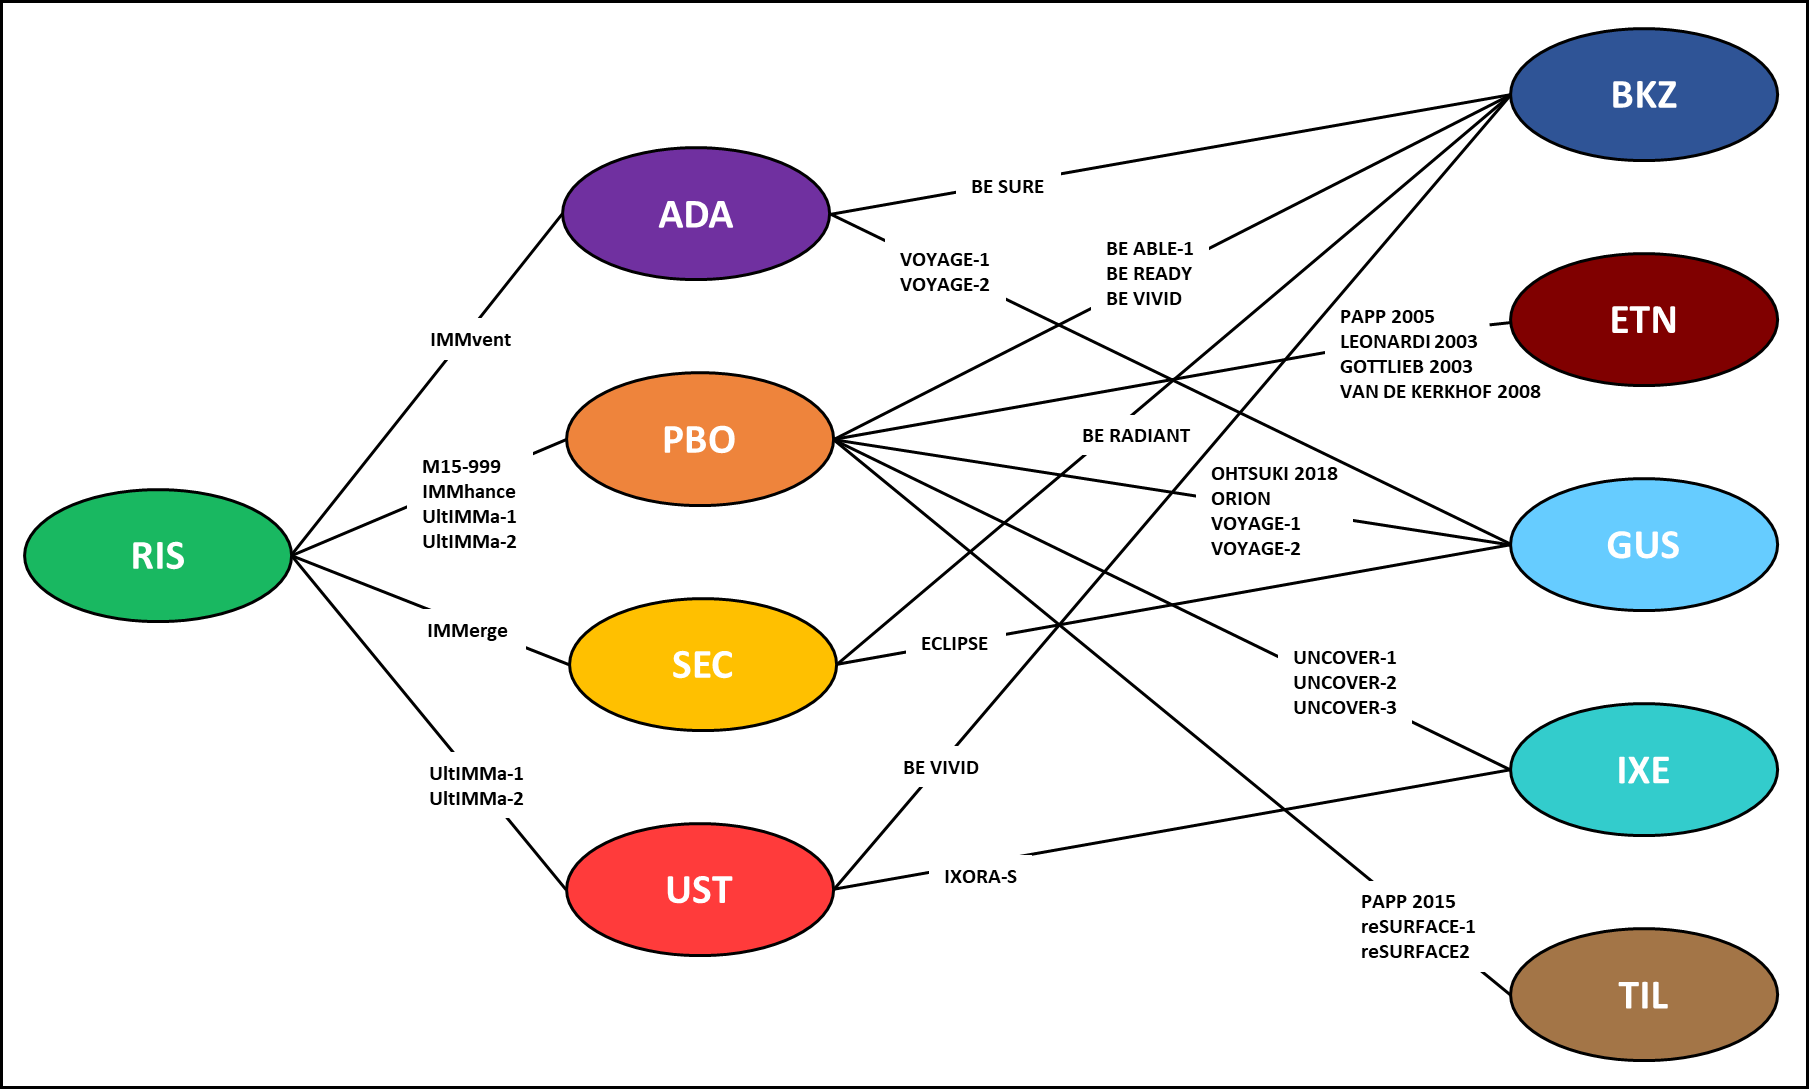 BKZ
BE SURE
ADA
BE ABLE-1
BE READY
BE VIVID
VOYAGE-1
VOYAGE-2
ETN
PAPP 2005
LEONARDI 2003
GOTTLIEB 2003
VAN DE KERKHOF 2008
IMMvent
PBO
BE RADIANT
M15-999
IMMhance
UltIMMa-1
UltIMMa-2
OHTSUKI 2018
ORION
VOYAGE-1
VOYAGE-2
GUS
RIS
IMMerge
SEC
ECLIPSE
UNCOVER-1
UNCOVER-2
UNCOVER-3
IXE
UltIMMa-1
UltIMMa-2
BE VIVID
UST
IXORA-S
PAPP 2015
reSURFACE-1
reSURFACE2
TIL